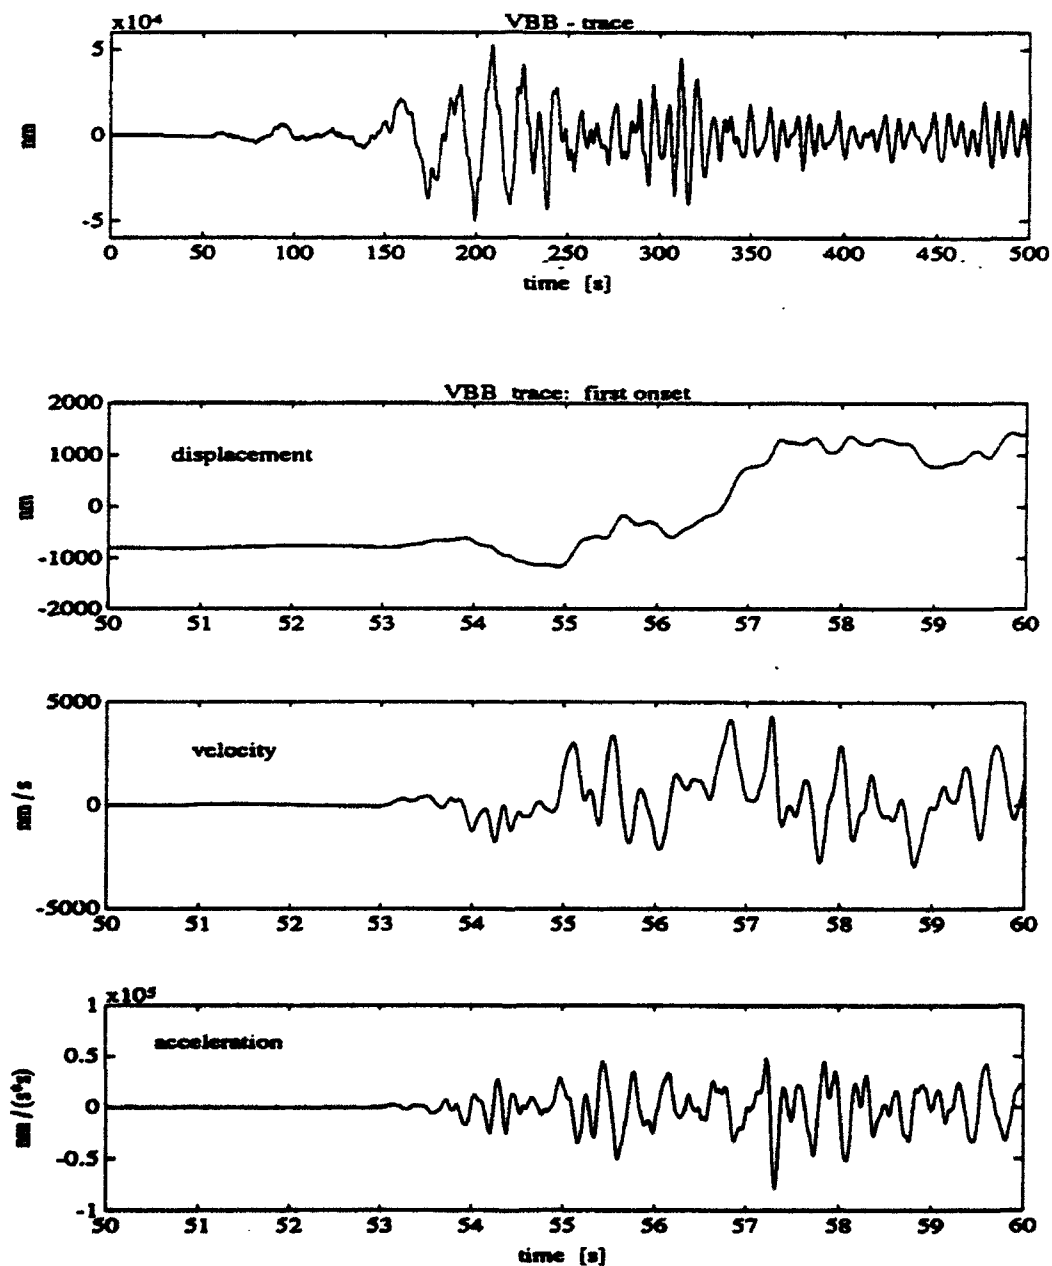 x10⁴ VBB - trace
5
0
-5
nm
0 50 100 150 200 250 300 350 400 450 500
time [s]
VBB trace: first onset
2000
1000
0
-1000
-2000
nm
displacement
50 51 52 53 54 55 56 57 58 59 60
5000
0
-5000
nm / s
velocity
50 51 52 53 54 55 56 57 58 59 60
x10⁵
1
0.5
0
-0.5
-1
nm / (s*s)
acceleration
50 51 52 53 54 55 56 57 58 59 60
time [s]